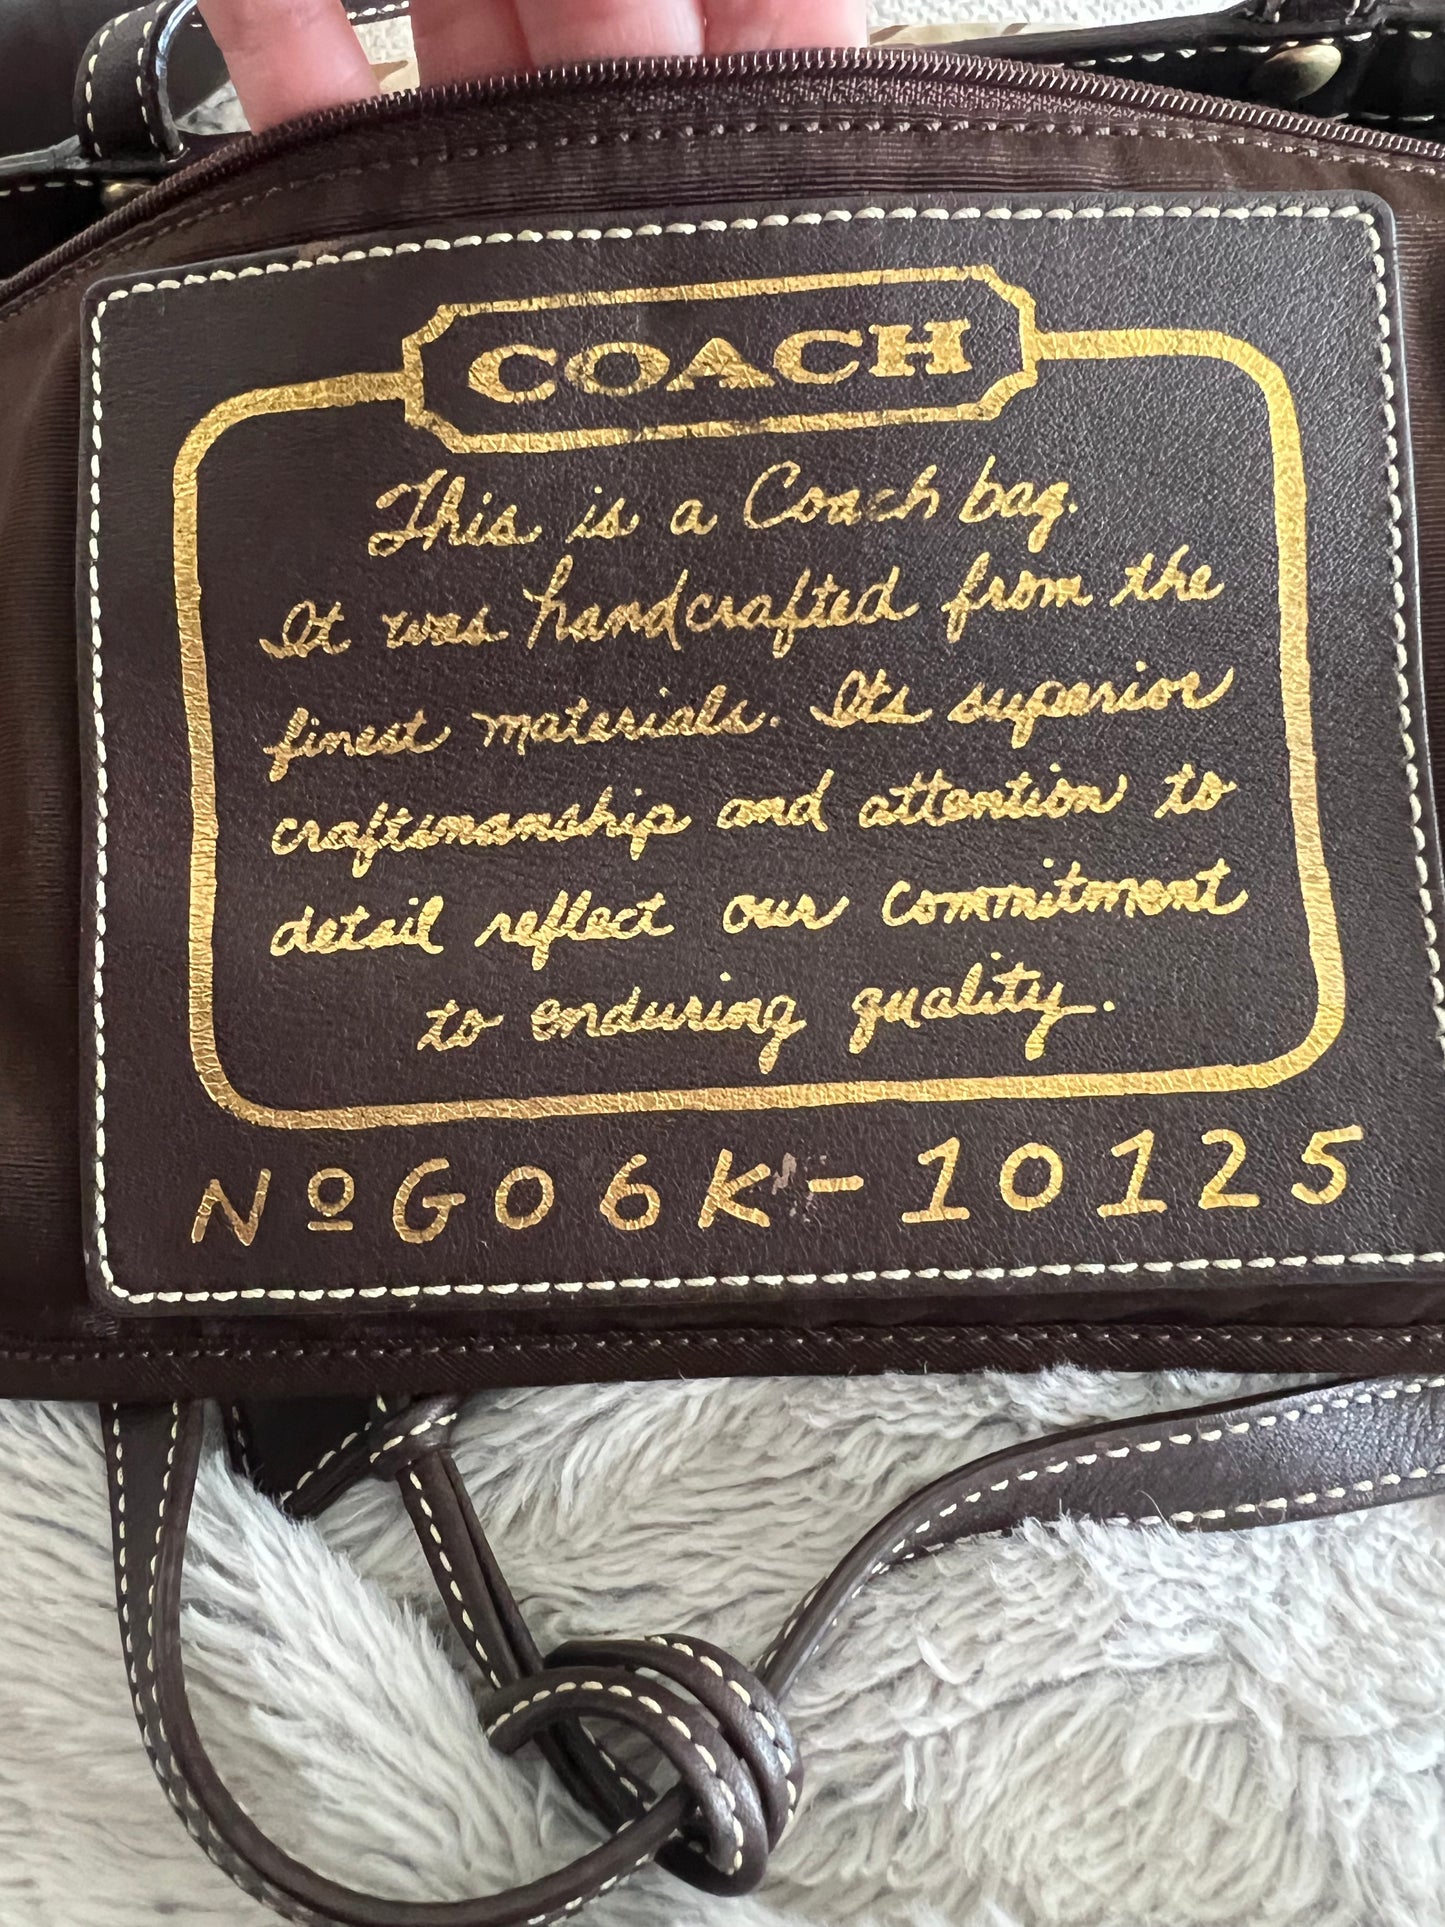 COACH
This is a Coach bag.
It was handcrafted from the
finest materials. Its superior
craftsmanship and attention to
detail reflect our commitment
to enduring quality.
Nº G06K-10125